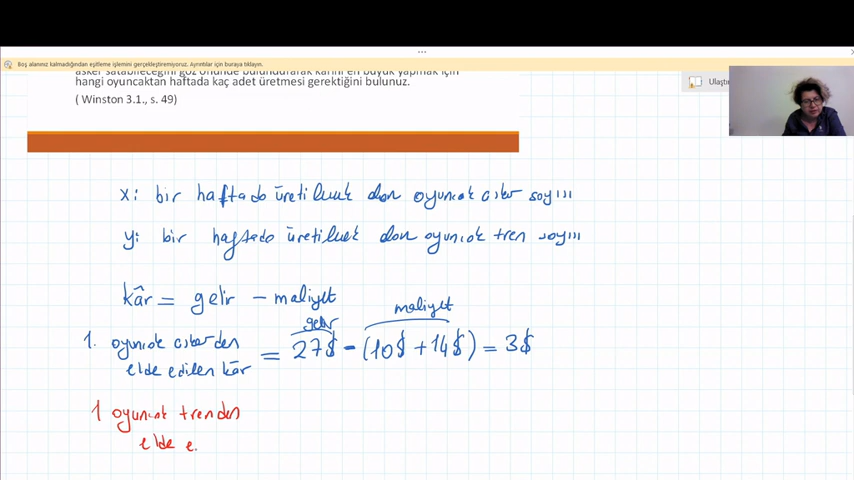 Boş alanınız kalmadığından eşitleme işlemini gerçekleştiremiyoruz. Ayrıntılar için buraya tıklayın.
asker satabileceğini göz önünde bulundurarak karını en büyük yapmak için
hangi oyuncaktan haftada kaç adet üretmesi gerektiğini bulunuz.
( Winston 3.1., s. 49)
Ulaştır
x: bir haftada üretilecek olan oyuncak asker sayısı
y: bir haftada üretilecek olan oyuncak tren sayısı
kâr = gelir - maliyet
gelir maliyet
1. oyuncak askerden = 27$ - (10$ + 14$) = 3$
elde edilen kâr
1 oyuncak trenden
elde e